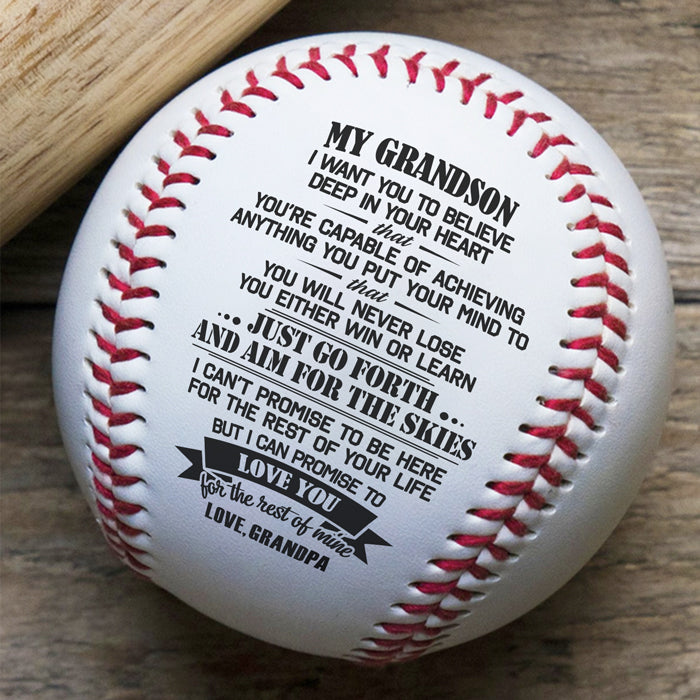 MY GRANDSON
I WANT YOU TO BELIEVE
DEEP IN YOUR HEART
that
YOU'RE CAPABLE OF ACHIEVING
ANYTHING YOU PUT YOUR MIND TO
that
YOU WILL NEVER LOSE
YOU EITHER WIN OR LEARN
... JUST GO FORTH
AND AIM FOR THE SKIES ...
I CAN'T PROMISE TO BE HERE
FOR THE REST OF YOUR LIFE
BUT I CAN PROMISE TO
LOVE YOU
for the rest of mine
LOVE, GRANDPA